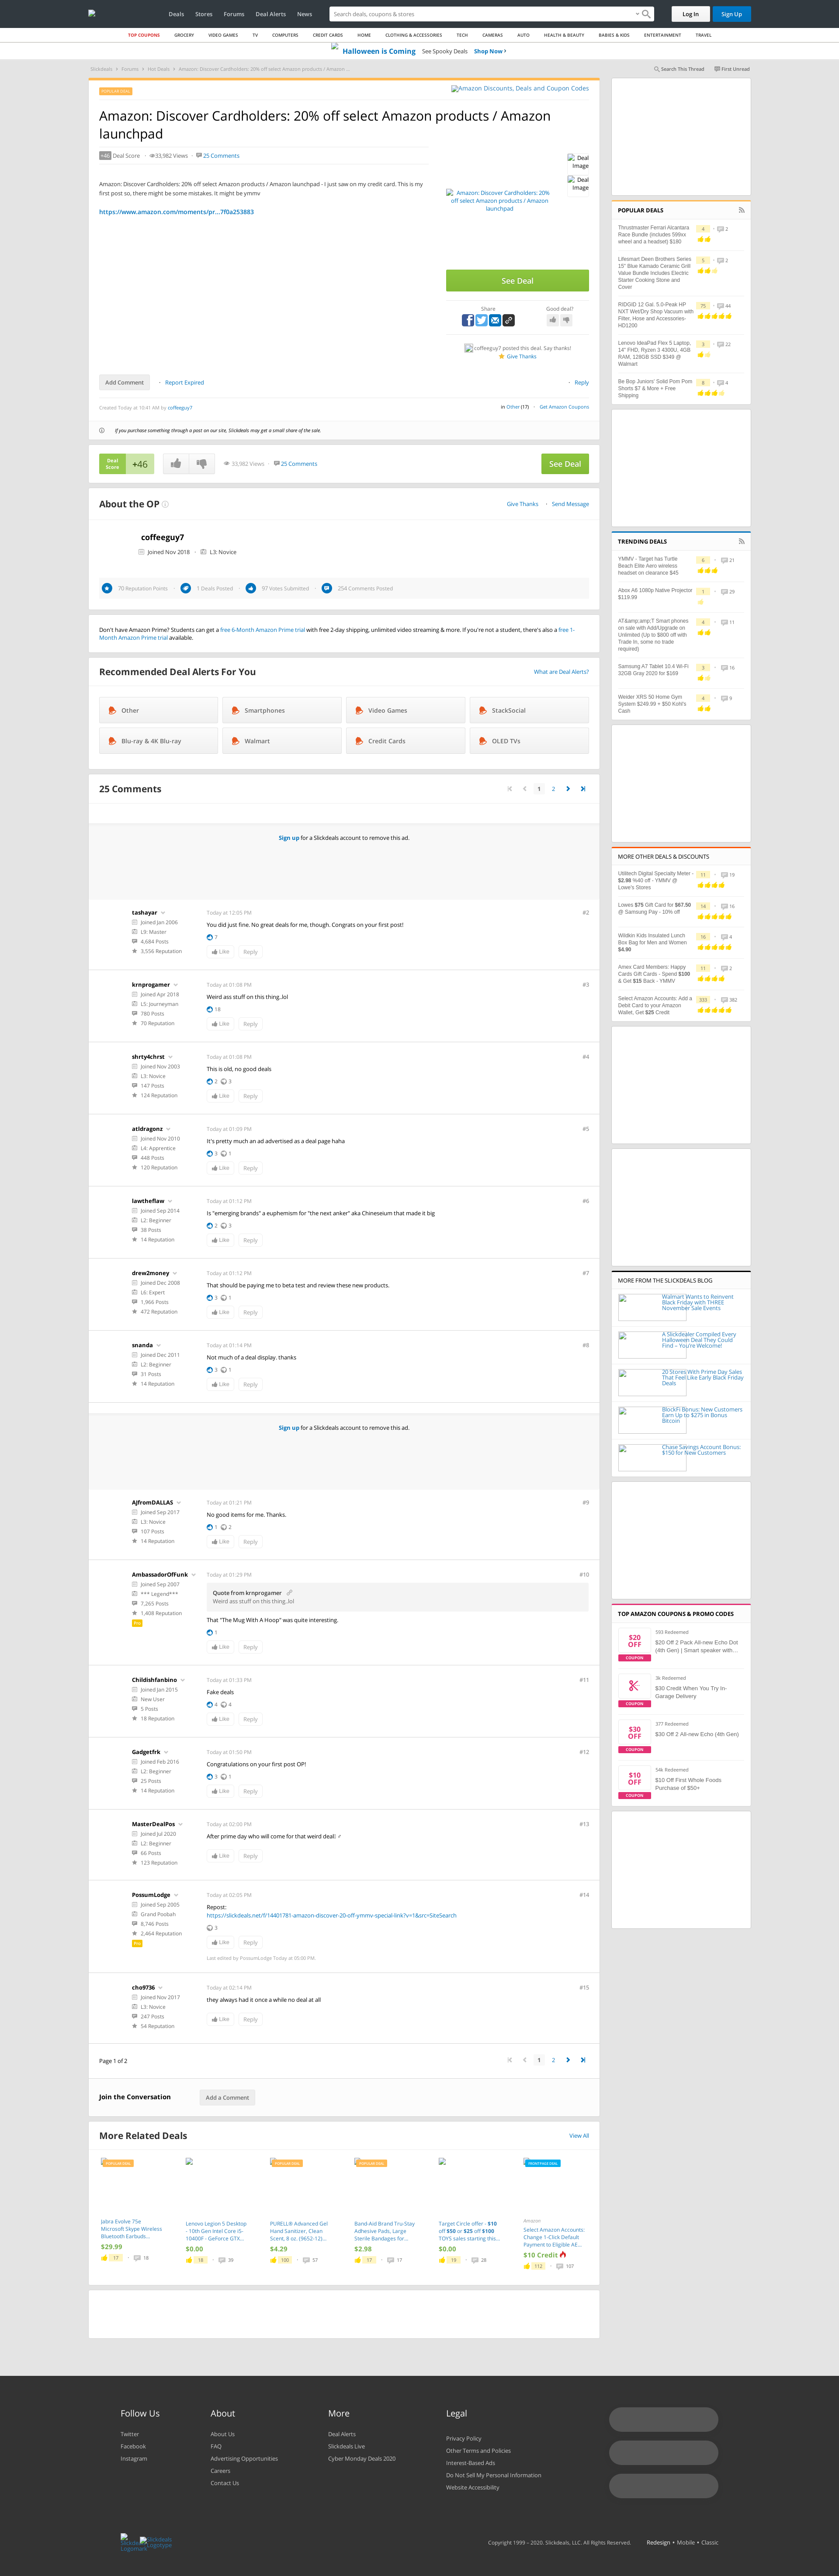 Deals
Stores
Forums
Deal Alerts
News
Search deals, coupons & stores
Log In
Sign Up
TOP COUPONS
GROCERY
VIDEO GAMES
TV
COMPUTERS
CREDIT CARDS
HOME
CLOTHING & ACCESSORIES
TECH
CAMERAS
AUTO
HEALTH & BEAUTY
BABIES & KIDS
ENTERTAINMENT
TRAVEL
Halloween is Coming See Spooky Deals Shop Now ›
Slickdeals › Forums › Hot Deals › Amazon: Discover Cardholders: 20% off select Amazon products / Amazon ...
Search This Thread
First Unread
POPULAR DEAL
Amazon Discounts, Deals and Coupon Codes
Amazon: Discover Cardholders: 20% off select Amazon products / Amazon launchpad
+46 Deal Score
33,982 Views
25 Comments
Amazon: Discover Cardholders: 20% off select Amazon products / Amazon launchpad - I just saw on my credit card. This is my first post so, there might be some mistakes. It might be ymmv
https://www.amazon.com/moments/pr...7f0a253883
Amazon: Discover Cardholders: 20% off select Amazon products / Amazon launchpad
Deal Image
Deal Image
See Deal
Share
Good deal?
coffeeguy7 posted this deal. Say thanks!
Give Thanks
Add Comment
Report Expired
Reply
Created Today at 10:41 AM by coffeeguy7
in Other (17)
Get Amazon Coupons
If you purchase something through a post on our site, Slickdeals may get a small share of the sale.
Deal Score
+46
33,982 Views
25 Comments
See Deal
About the OP
Give Thanks
Send Message
coffeeguy7
Joined Nov 2018
L3: Novice
70 Reputation Points
1 Deals Posted
97 Votes Submitted
254 Comments Posted
Don't have Amazon Prime? Students can get a free 6-Month Amazon Prime trial with free 2-day shipping, unlimited video streaming & more. If you're not a student, there's also a free 1-Month Amazon Prime trial available.
Recommended Deal Alerts For You
What are Deal Alerts?
Other
Smartphones
Video Games
StackSocial
Blu-ray & 4K Blu-ray
Walmart
Credit Cards
OLED TVs
25 Comments
1
2
Sign up for a Slickdeals account to remove this ad.
tashayar
Joined Jan 2006
L9: Master
4,684 Posts
3,556 Reputation
Today at 12:05 PM
#2
You did just fine. No great deals for me, though. Congrats on your first post!
7
Like
Reply
krnprogamer
Joined Apr 2018
L5: Journeyman
780 Posts
70 Reputation
Today at 01:08 PM
#3
Weird ass stuff on this thing..lol
18
Like
Reply
shrty4chrst
Joined Nov 2003
L3: Novice
147 Posts
124 Reputation
Today at 01:08 PM
#4
This is old, no good deals
2
3
Like
Reply
atldragonz
Joined Nov 2010
L4: Apprentice
448 Posts
120 Reputation
Today at 01:09 PM
#5
It's pretty much an ad advertised as a deal page haha
3
1
Like
Reply
lawtheflaw
Joined Sep 2014
L2: Beginner
38 Posts
14 Reputation
Today at 01:12 PM
#6
Is "emerging brands" a euphemism for "the next anker" aka Chineseium that made it big
2
3
Like
Reply
drew2money
Joined Dec 2008
L6: Expert
1,966 Posts
472 Reputation
Today at 01:12 PM
#7
That should be paying me to beta test and review these new products.
3
1
Like
Reply
snanda
Joined Dec 2011
L2: Beginner
31 Posts
14 Reputation
Today at 01:14 PM
#8
Not much of a deal display, thanks
3
1
Like
Reply
Sign up for a Slickdeals account to remove this ad.
AJfromDALLAS
Joined Sep 2017
L3: Novice
107 Posts
14 Reputation
Today at 01:21 PM
#9
No good items for me. Thanks.
1
2
Like
Reply
AmbassadorOfFunk
Joined Sep 2007
*** Legend***
7,265 Posts
1,408 Reputation
Pro
Today at 01:29 PM
#10
Quote from krnprogamer
Weird ass stuff on this thing..lol
That "The Mug With A Hoop" was quite interesting.
1
Like
Reply
Childishfanbino
Joined Jan 2015
New User
5 Posts
18 Reputation
Today at 01:33 PM
#11
Fake deals
4
4
Like
Reply
Gadgetfrk
Joined Feb 2016
L2: Beginner
25 Posts
14 Reputation
Today at 01:50 PM
#12
Congratulations on your first post OP!
3
1
Like
Reply
MasterDealPos
Joined Jul 2020
L2: Beginner
66 Posts
123 Reputation
Today at 02:00 PM
#13
After prime day who will come for that weird deal
Like
Reply
PossumLodge
Joined Sep 2005
Grand Poobah
8,746 Posts
2,464 Reputation
Pro
Today at 02:05 PM
#14
Repost:
https://slickdeals.net/f/14401781-amazon-discover-20-off-ymmv-special-link?v=1&src=SiteSearch
3
Like
Reply
Last edited by PossumLodge Today at 05:00 PM.
cho9736
Joined Nov 2017
L3: Novice
247 Posts
54 Reputation
Today at 02:14 PM
#15
they always had it once a while no deal at all
Like
Reply
Page 1 of 2
1
2
Join the Conversation
Add a Comment
More Related Deals
View All
POPULAR DEAL
Jabra Evolve 75e Microsoft Skype Wireless Bluetooth Earbuds...
$29.99
17
18
Lenovo Legion 5 Desktop - 10th Gen Intel Core i5-10400F - GeForce GTX...
$0.00
18
39
POPULAR DEAL
PURELL® Advanced Gel Hand Sanitizer, Clean Scent, 8 oz. (9652-12),...
$4.29
100
57
POPULAR DEAL
Band-Aid Brand Tru-Stay Adhesive Pads, Large Sterile Bandages for...
$2.98
17
17
Target Circle offer - $10 off $50 or $25 off $100 TOYS sales starting this...
$0.00
19
28
FRONTPAGE DEAL
Amazon
Select Amazon Accounts: Change 1-Click Default Payment to Eligible AE...
$10 Credit
112
107
POPULAR DEALS
Thrustmaster Ferrari Alcantara Race Bundle (includes 599xx wheel and a headset) $180
4
2
Lifesmart Deen Brothers Series 15" Blue Kamado Ceramic Grill Value Bundle Includes Electric Starter Cooking Stone and Cover
5
2
RIDGID 12 Gal. 5.0-Peak HP NXT Wet/Dry Shop Vacuum with Filter, Hose and Accessories-HD1200
75
44
Lenovo IdeaPad Flex 5 Laptop, 14" FHD, Ryzen 3 4300U, 4GB RAM, 128GB SSD $349 @ Walmart
3
22
Be Bop Juniors' Solid Pom Pom Shorts $7 & More + Free Shipping
8
4
TRENDING DEALS
YMMV - Target has Turtle Beach Elite Aero wireless headset on clearance $45
6
21
Abox A6 1080p Native Projector $119.99
1
29
AT&amp;amp;T Smart phones on sale with Add/Upgrade on Unlimited (Up to $800 off with Trade In, some no trade required)
4
11
Samsung A7 Tablet 10.4 Wi-Fi 32GB Gray 2020 for $169
3
16
Weider XRS 50 Home Gym System $249.99 + $50 Kohl's Cash
4
9
MORE OTHER DEALS & DISCOUNTS
Utilitech Digital Specialty Meter - $2.98 %40 off - YMMV @ Lowe's Stores
11
19
Lowes $75 Gift Card for $67.50 @ Samsung Pay - 10% off
14
16
Wildkin Kids Insulated Lunch Box Bag for Men and Women $4.90
16
4
Amex Card Members: Happy Cards Gift Cards - Spend $100 & Get $15 Back - YMMV
11
2
Select Amazon Accounts: Add a Debit Card to your Amazon Wallet, Get $25 Credit
333
382
MORE FROM THE SLICKDEALS BLOG
Walmart Wants to Reinvent Black Friday with THREE November Sale Events
A Slickdealer Compiled Every Halloween Deal They Could Find – You're Welcome!
20 Stores With Prime Day Sales That Feel Like Early Black Friday Deals
BlockFi Bonus: New Customers Earn Up to $275 in Bonus Bitcoin
Chase Savings Account Bonus: $150 for New Customers
TOP AMAZON COUPONS & PROMO CODES
$20 OFF
COUPON
593 Redeemed
$20 Off 2 Pack All-new Echo Dot (4th Gen) | Smart speaker with...
COUPON
3k Redeemed
$30 Credit When You Try In-Garage Delivery
$30 OFF
COUPON
377 Redeemed
$30 Off 2 All-new Echo (4th Gen)
$10 OFF
COUPON
54k Redeemed
$10 Off First Whole Foods Purchase of $50+
Follow Us
Twitter
Facebook
Instagram
About
About Us
FAQ
Advertising Opportunities
Careers
Contact Us
More
Deal Alerts
Slickdeals Live
Cyber Monday Deals 2020
Legal
Privacy Policy
Other Terms and Policies
Interest-Based Ads
Do Not Sell My Personal Information
Website Accessibility
Slickdeals Logomark
Slickdeals Logotype
Copyright 1999 - 2020. Slickdeals, LLC. All Rights Reserved.
Redesign • Mobile • Classic